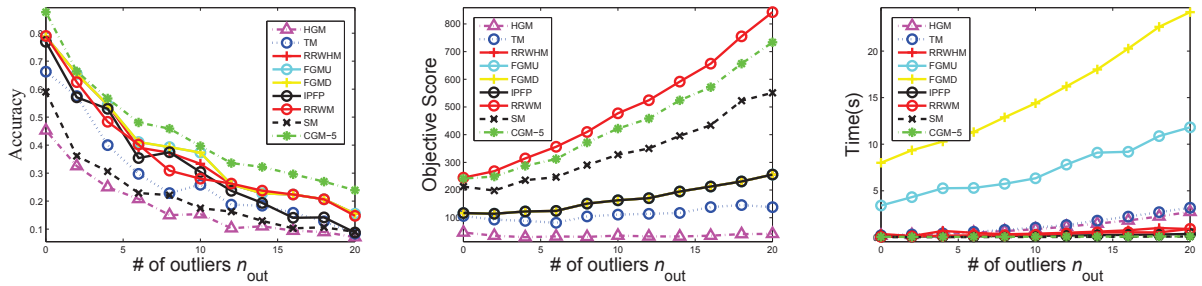 Accuracy
0.8
0.7
0.6
0.5
0.4
0.3
0.2
0.1
0 5 10 15 20
# of outliers n_out
HGM
TM
RRWHM
FGMU
FGMD
IPFP
RRWM
SM
CGM-5
Objective Score
800
700
600
500
400
300
200
100
0
0 5 10 15 20
# of outliers n_out
HGM
TM
RRWHM
FGMU
FGMD
IPFP
RRWM
SM
CGM-5
Time(s)
20
15
10
5
0
0 5 10 15 20
# of outliers n_out
HGM
TM
RRWHM
FGMU
FGMD
IPFP
RRWM
SM
CGM-5